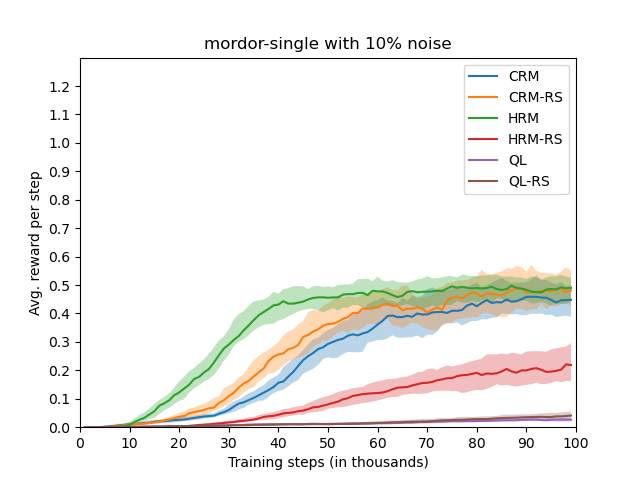 mordor-single with 10% noise
CRM
CRM-RS
HRM
HRM-RS
QL
QL-RS
Avg. reward per step
1.2
1.1
1.0
0.9
0.8
0.7
0.6
0.5
0.4
0.3
0.2
0.1
0.0
0 10 20 30 40 50 60 70 80 90 100
Training steps (in thousands)